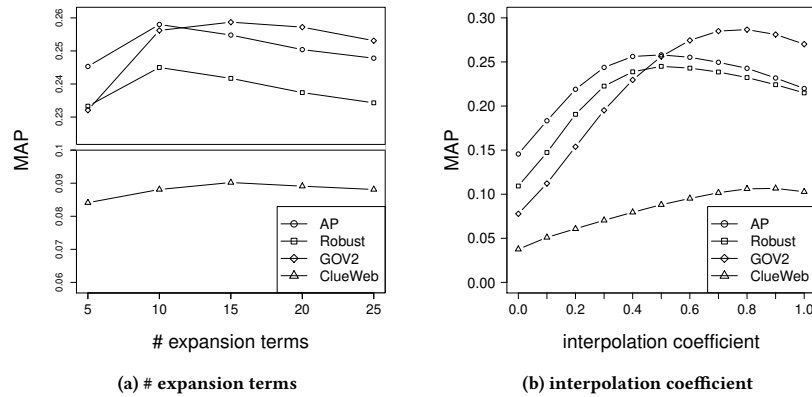 0.26
0.25
0.24
0.23
0.1
0.09
0.08
0.07
0.06
MAP
AP
Robust
GOV2
ClueWeb
5 10 15 20 25
# expansion terms
(a) # expansion terms
0.30
0.25
0.20
0.15
0.10
0.05
0.00
MAP
AP
Robust
GOV2
ClueWeb
0.0 0.2 0.4 0.6 0.8 1.0
interpolation coefficient
(b) interpolation coefficient